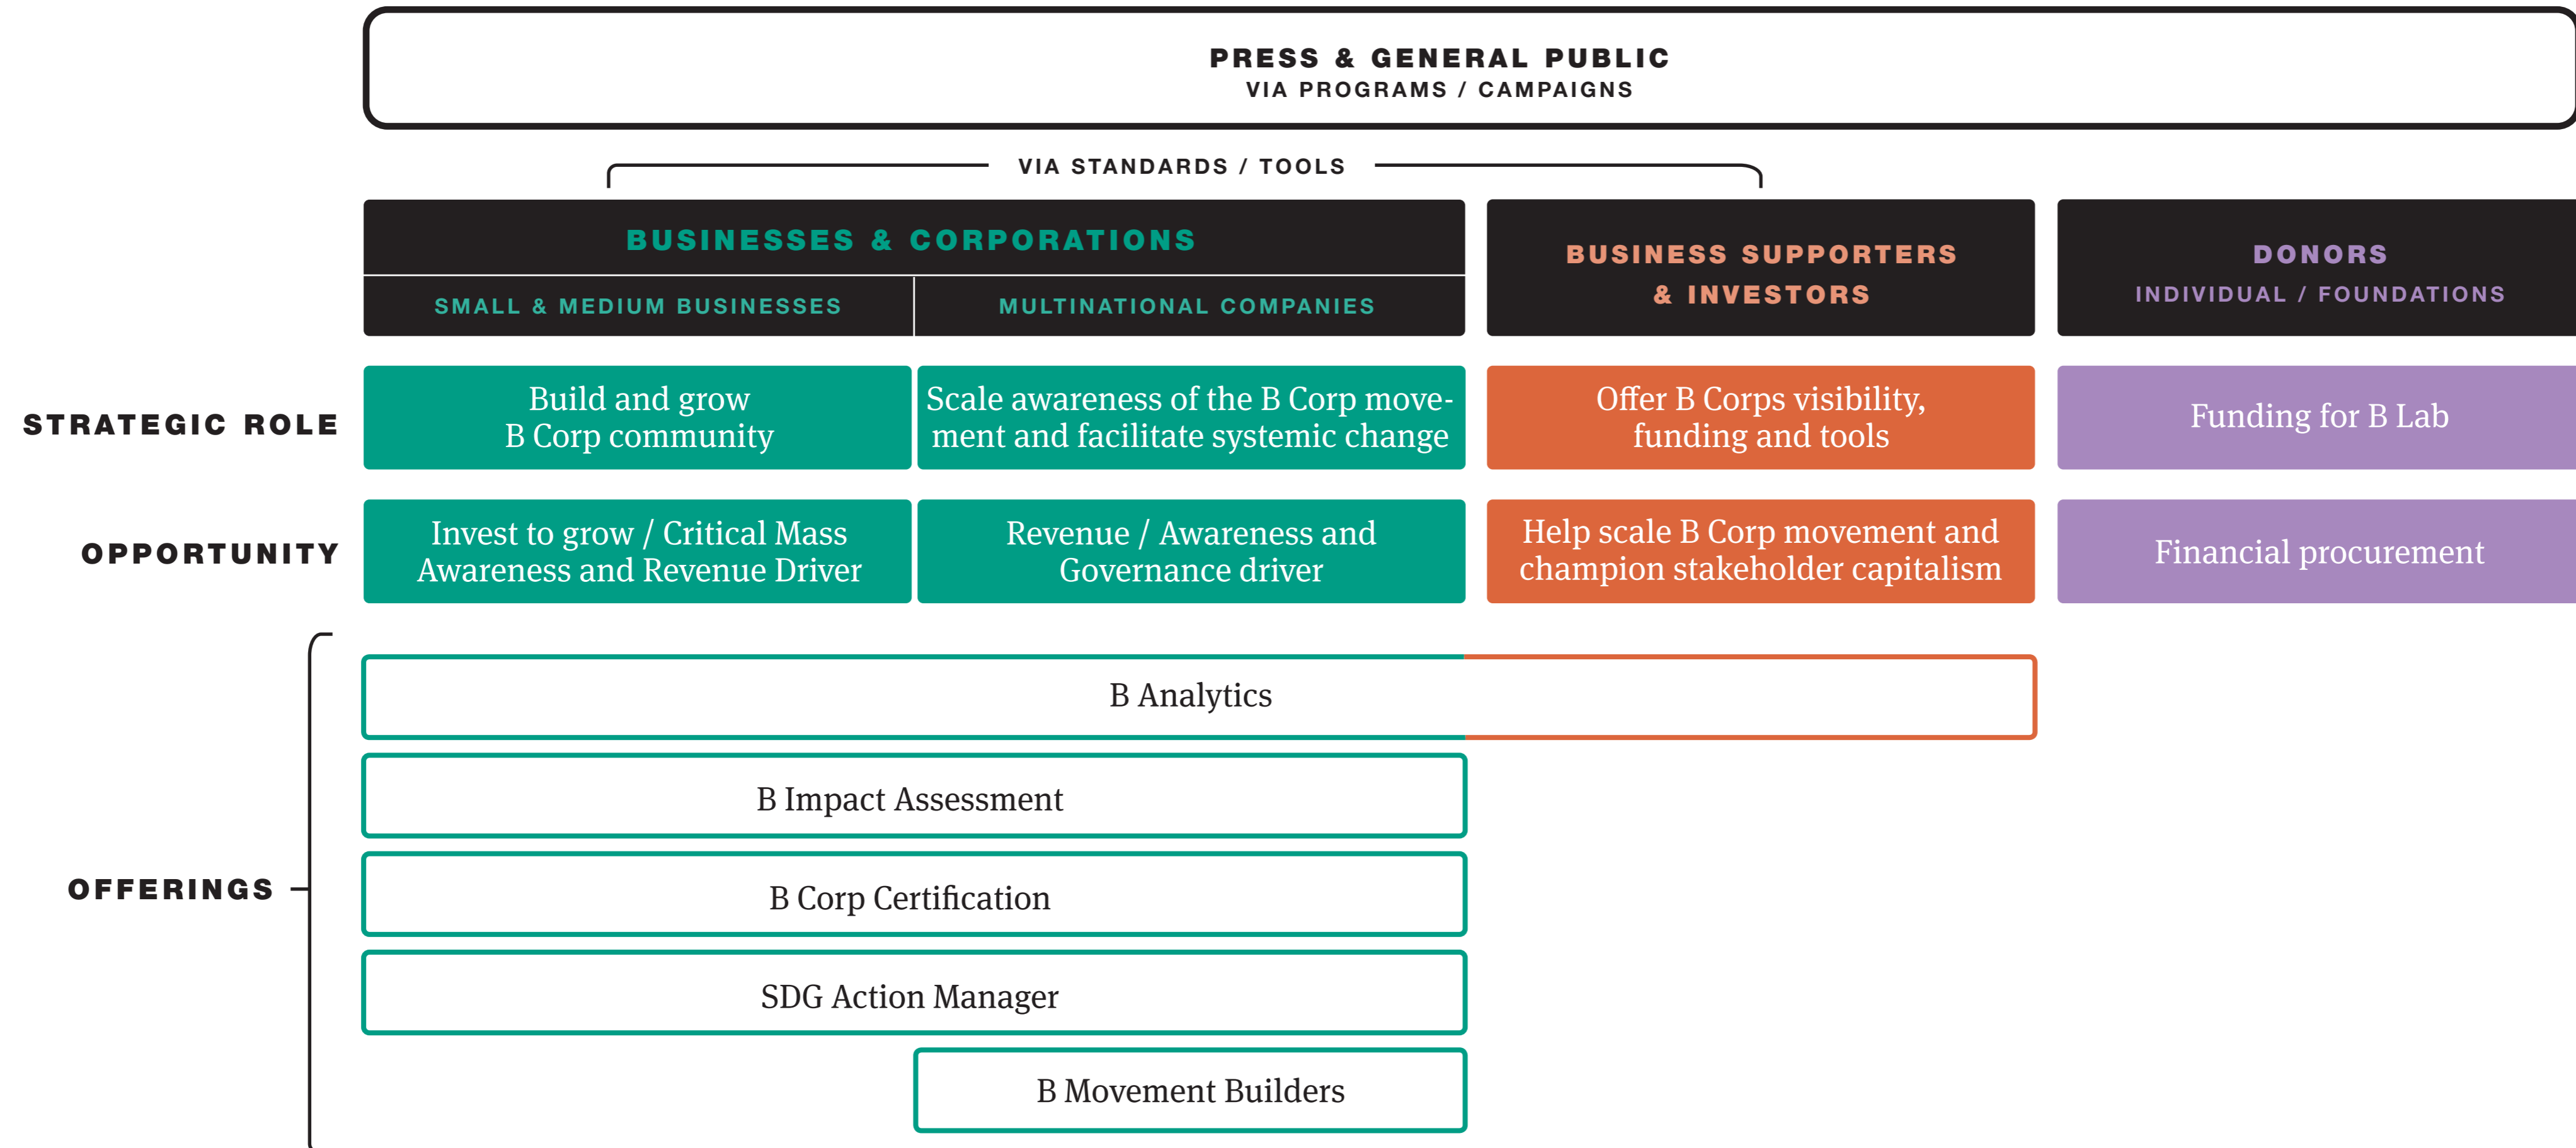 PRESS & GENERAL PUBLIC
VIA PROGRAMS / CAMPAIGNS
VIA STANDARDS / TOOLS
BUSINESSES & CORPORATIONS
SMALL & MEDIUM BUSINESSES
MULTINATIONAL COMPANIES
BUSINESS SUPPORTERS
& INVESTORS
DONORS
INDIVIDUAL / FOUNDATIONS
STRATEGIC ROLE
Build and grow
B Corp community
Scale awareness of the B Corp move-
ment and facilitate systemic change
Offer B Corps visibility,
funding and tools
Funding for B Lab
OPPORTUNITY
Invest to grow / Critical Mass
Awareness and Revenue Driver
Revenue / Awareness and
Governance driver
Help scale B Corp movement and
champion stakeholder capitalism
Financial procurement
OFFERINGS
B Analytics
B Impact Assessment
B Corp Certification
SDG Action Manager
B Movement Builders